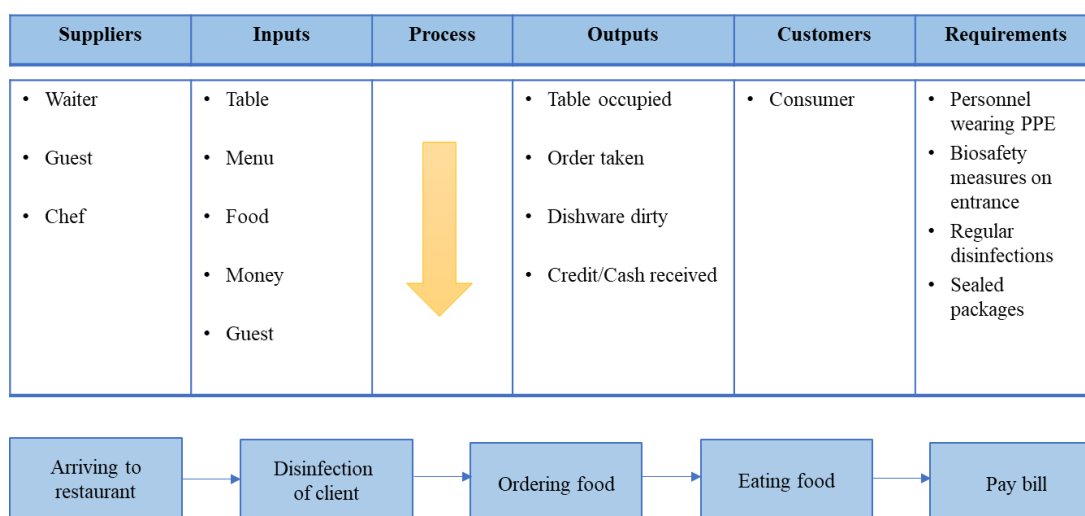 Suppliers
Inputs
Process
Outputs
Customers
Requirements
• Waiter
• Guest
• Chef
• Table
• Menu
• Food
• Money
• Guest
• Table occupied
• Order taken
• Dishware dirty
• Credit/Cash received
• Consumer
• Personnel
wearing PPE
• Biosafety
measures on
entrance
• Regular
disinfections
• Sealed
packages
Arriving to
restaurant
Disinfection
of client
Ordering food
Eating food
Pay bill